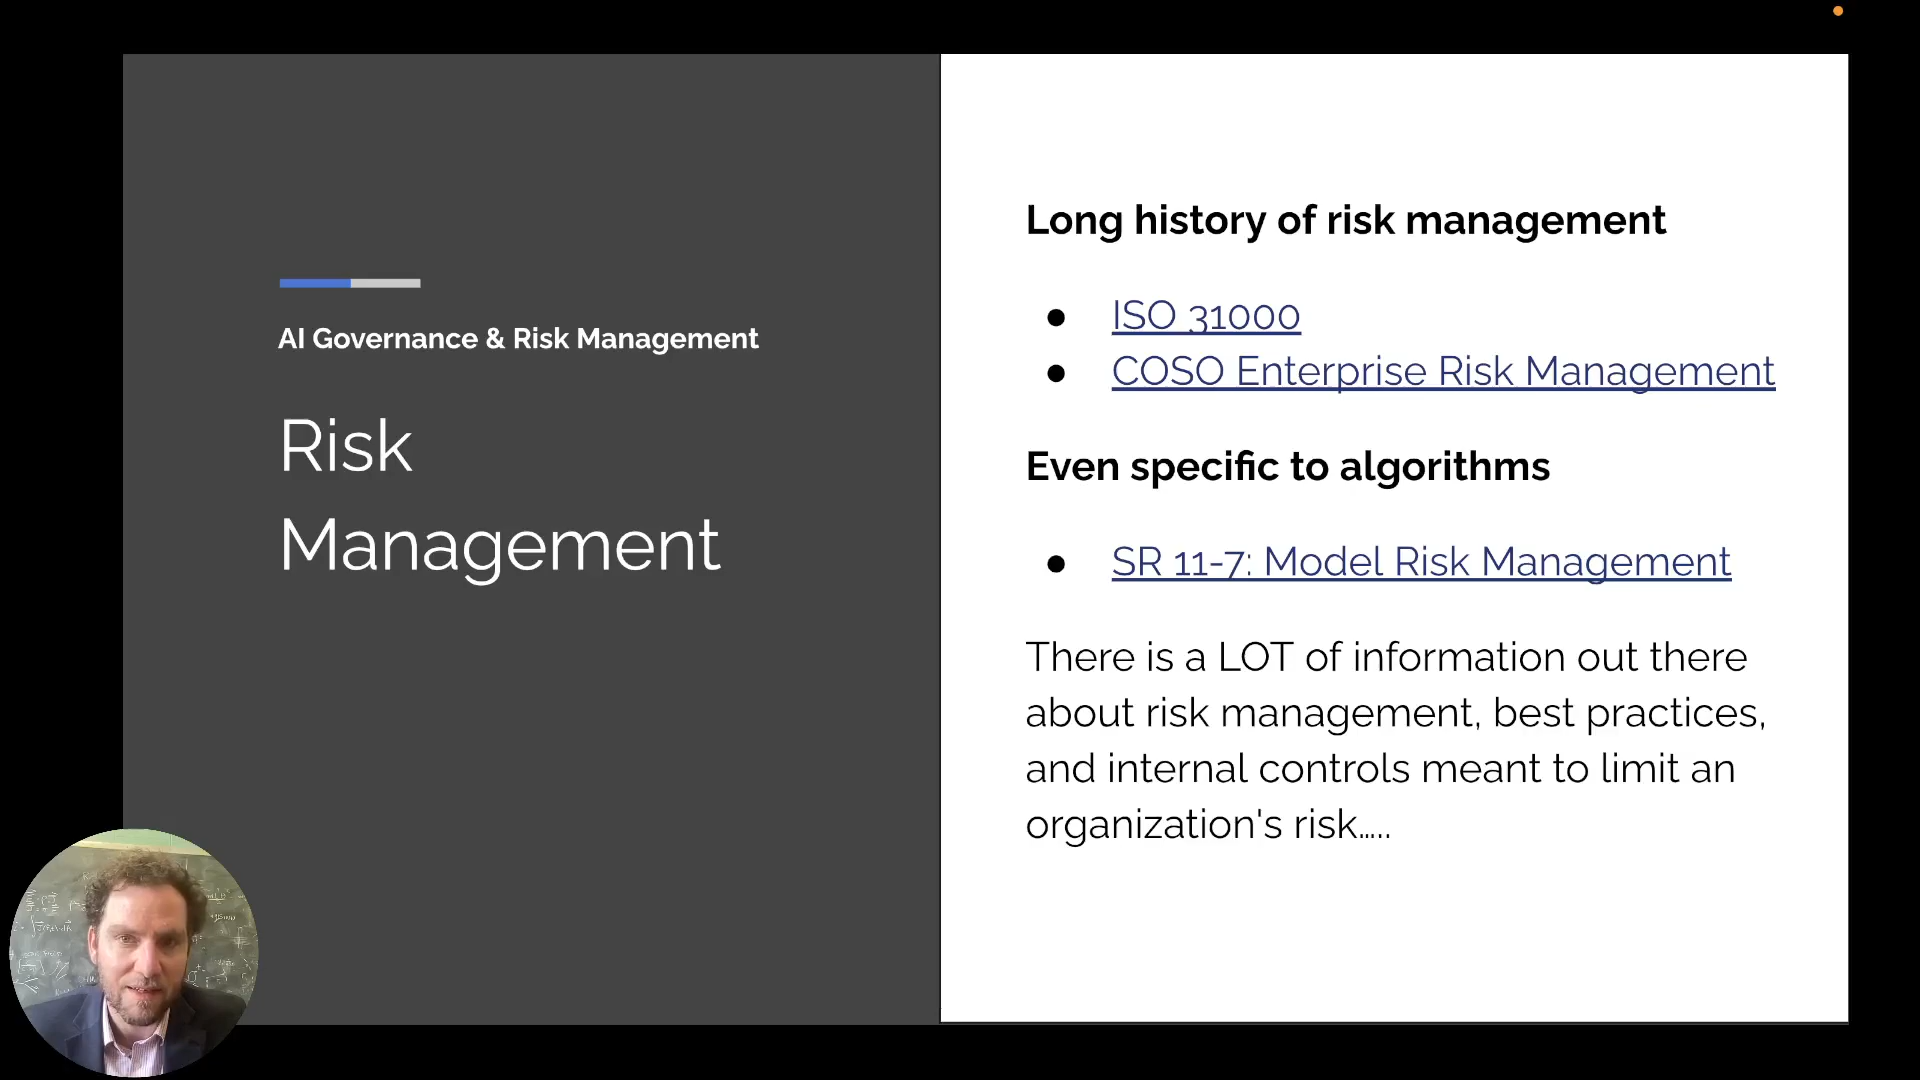 AI Governance & Risk Management
Risk
Management
Long history of risk management
● ISO 31000
● COSO Enterprise Risk Management
Even specific to algorithms
● SR 11-7: Model Risk Management
There is a LOT of information out there
about risk management, best practices,
and internal controls meant to limit an
organization's risk.....